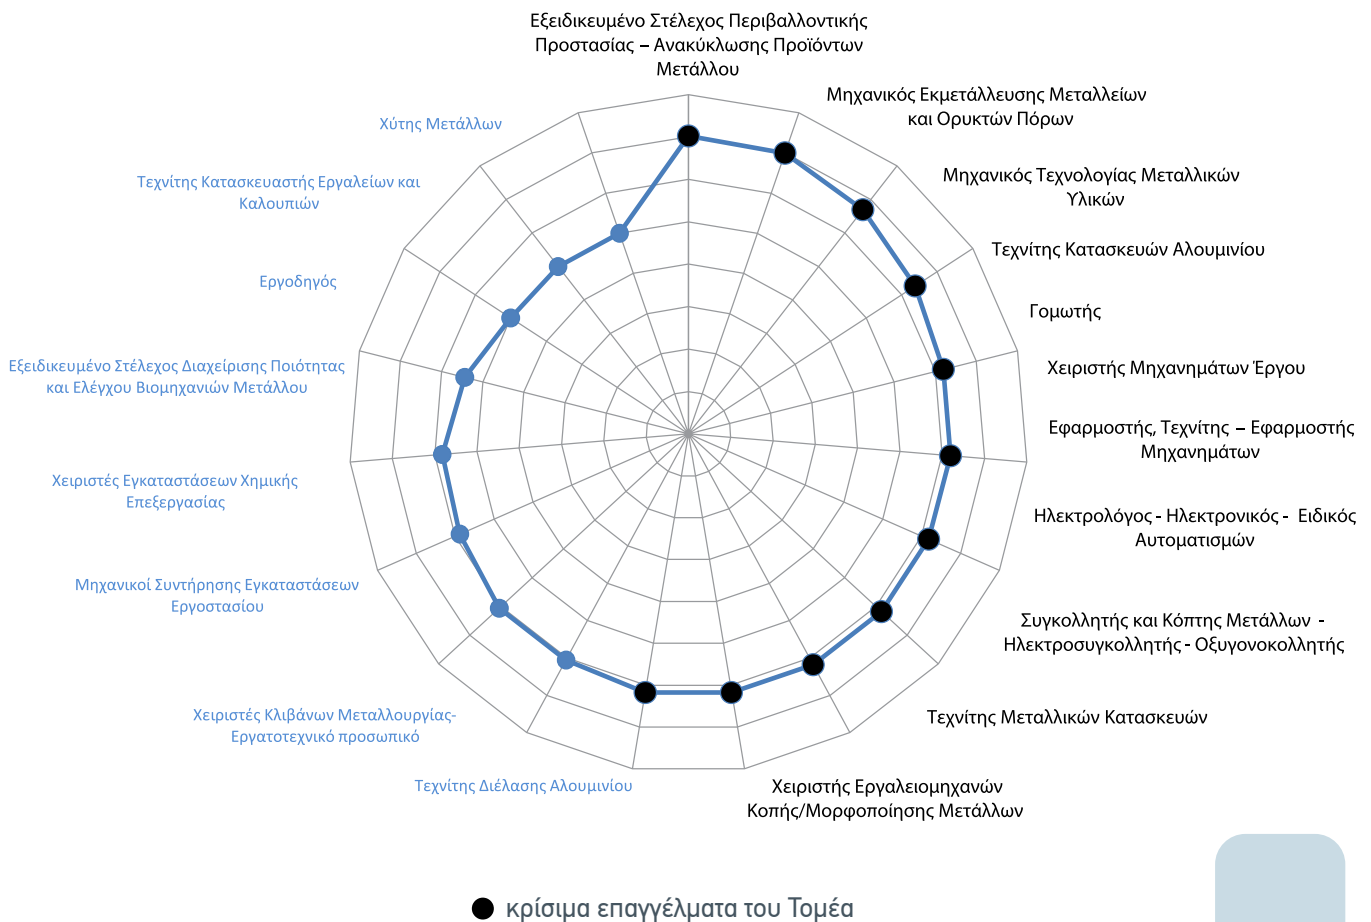 Εξειδικευμένο Στέλεχος Περιβαλλοντικής
Προστασίας – Ανακύκλωσης Προϊόντων
Μετάλλου
Μηχανικός Εκμετάλλευσης Μεταλλείων
και Ορυκτών Πόρων
Μηχανικός Τεχνολογίας Μεταλλικών
Υλικών
Τεχνίτης Κατασκευών Αλουμινίου
Γομωτής
Χειριστής Μηχανημάτων Έργου
Εφαρμοστής, Τεχνίτης – Εφαρμοστής
Μηχανημάτων
Ηλεκτρολόγος - Ηλεκτρονικός - Ειδικός
Αυτοματισμών
Συγκολλητής και Κόπτης Μετάλλων -
Ηλεκτροσυγκολλητής - Οξυγονοκολλητής
Τεχνίτης Μεταλλικών Κατασκευών
Χειριστής Εργαλειομηχανών
Κοπής/Μορφοποίησης Μετάλλων
Τεχνίτης Διέλασης Αλουμινίου
Χειριστές Κλιβάνων Μεταλλουργίας-
Εργατοτεχνικό προσωπικό
Μηχανικοί Συντήρησης Εγκαταστάσεων
Εργοστασίου
Χειριστές Εγκαταστάσεων Χημικής
Επεξεργασίας
Εξειδικευμένο Στέλεχος Διαχείρισης Ποιότητας
και Ελέγχου Βιομηχανιών Μετάλλου
Εργοδηγός
Τεχνίτης Κατασκευαστής Εργαλείων και
Καλουπιών
Χύτης Μετάλλων
κρίσιμα επαγγέλματα του Τομέα